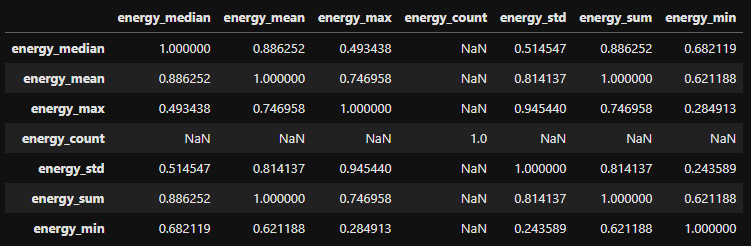 energy_median energy_mean energy_max energy_count energy_std energy_sum energy_min
energy_median 1.000000 0.886252 0.493438 NaN 0.514547 0.886252 0.682119
energy_mean 0.886252 1.000000 0.746958 NaN 0.814137 1.000000 0.621188
energy_max 0.493438 0.746958 1.000000 NaN 0.945440 0.746958 0.284913
energy_count NaN NaN NaN 1.0 NaN NaN NaN
energy_std 0.514547 0.814137 0.945440 NaN 1.000000 0.814137 0.243589
energy_sum 0.886252 1.000000 0.746958 NaN 0.814137 1.000000 0.621188
energy_min 0.682119 0.621188 0.284913 NaN 0.243589 0.621188 1.000000